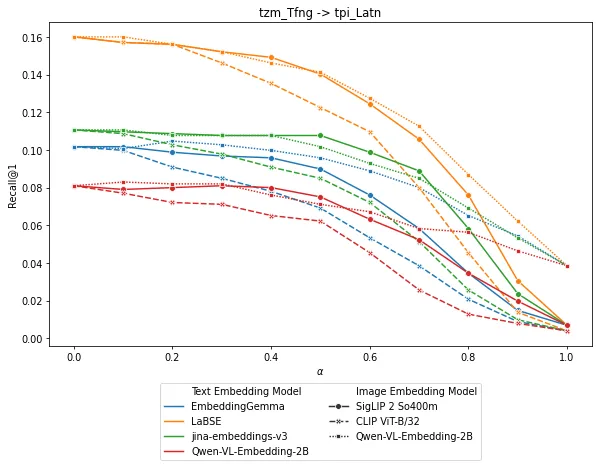 tzm_Tfng -> tpi_Latn
Recall@1
0.16
0.14
0.12
0.10
0.08
0.06
0.04
0.02
0.00
0.0 0.2 0.4 0.6 0.8 1.0
α
Text Embedding Model
EmbeddingGemma
LaBSE
jina-embeddings-v3
Qwen-VL-Embedding-2B
Image Embedding Model
SigLIP 2 So400m
CLIP ViT-B/32
Qwen-VL-Embedding-2B